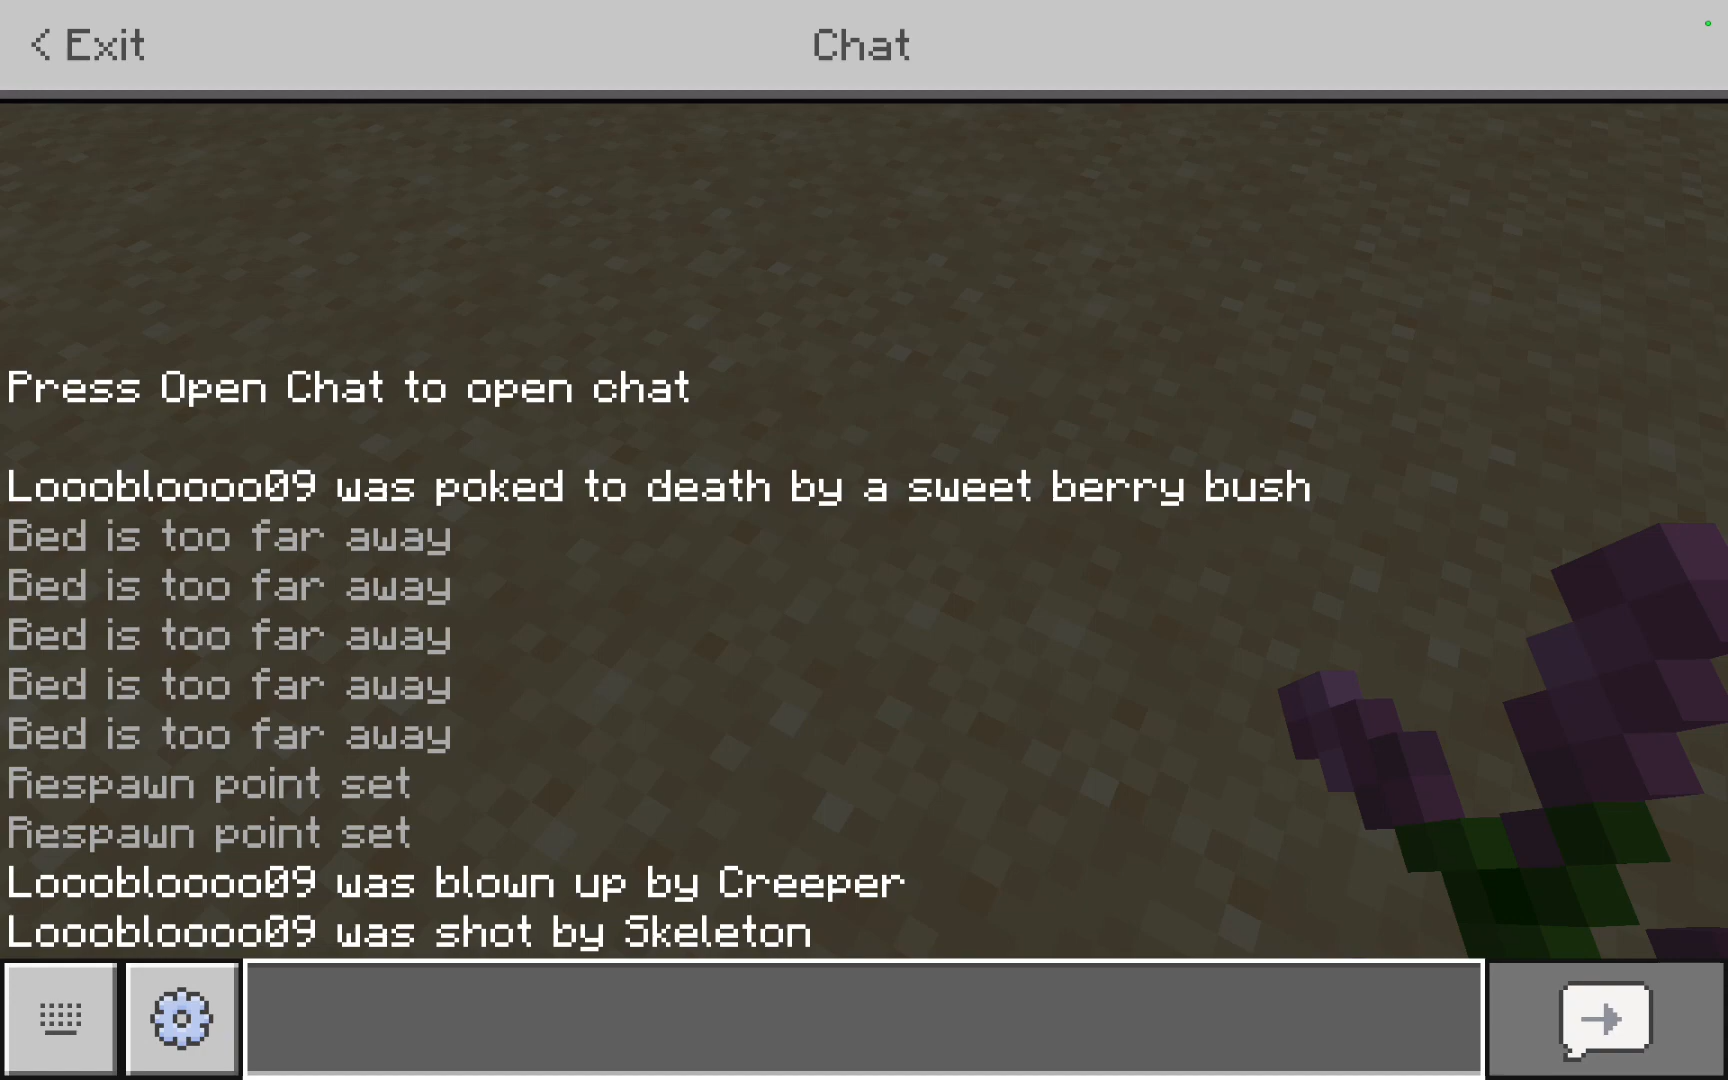 < Exit
Chat
Press Open Chat to open chat
Looobloooo09 was poked to death by a sweet berry bush
Bed is too far away
Bed is too far away
Bed is too far away
Bed is too far away
Bed is too far away
Respawn point set
Respawn point set
Looobloooo09 was blown up by Creeper
Looobloooo09 was shot by Skeleton